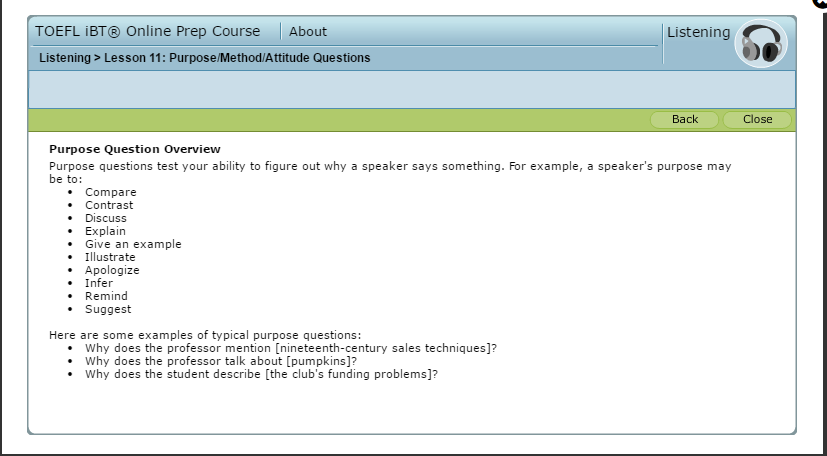 TOEFL iBT® Online Prep Course
About
Listening
Listening > Lesson 11: Purpose/Method/Attitude Questions
Back
Close
Purpose Question Overview
Purpose questions test your ability to figure out why a speaker says something. For example, a speaker's purpose may
be to:
• Compare
• Contrast
• Discuss
• Explain
• Give an example
• Illustrate
• Apologize
• Infer
• Remind
• Suggest
Here are some examples of typical purpose questions:
• Why does the professor mention [nineteenth-century sales techniques]?
• Why does the professor talk about [pumpkins]?
• Why does the student describe [the club's funding problems]?